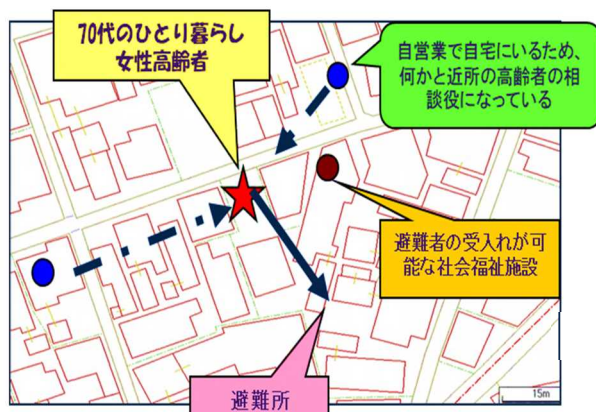 70代のひとり暮らし
女性高齢者
自営業で自宅にいるため、
何かと近所の高齢者の相
談役になっている
避難者の受入れが可
能な社会福祉施設
避難所
15m